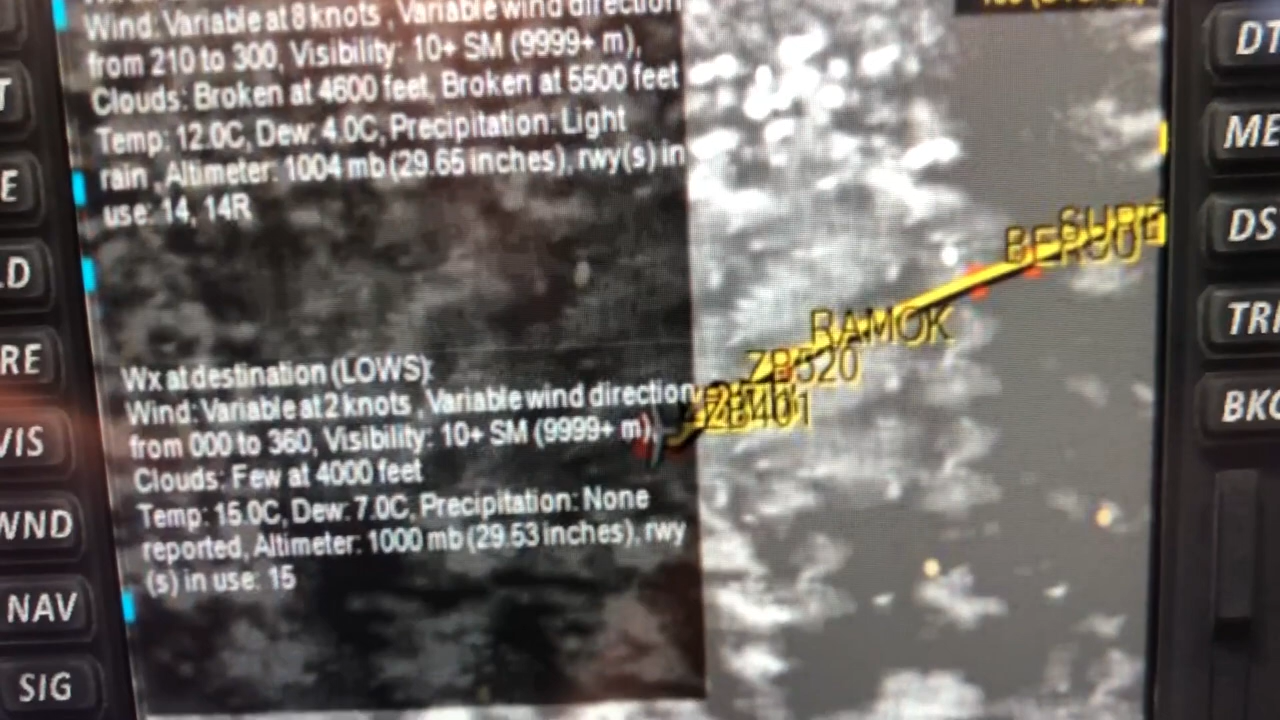 Wind: Variable at 8 knots , Variable wind direction
from 210 to 300, Visibility: 10+ SM (9999+ m),
Clouds: Broken at 4600 feet, Broken at 5500 feet
Temp: 12.0C, Dew: 4.0C, Precipitation: Light
rain , Altimeter: 1004 mb (29.65 inches), rwy(s) in
use: 14, 14R
Wx at destination (LOWS):
Wind: Variable at 2 knots , Variable wind direction
from 000 to 360, Visibility: 10+ SM (9999+ m),
Clouds: Few at 4000 feet
Temp: 15.0C, Dew: 7.0C, Precipitation: None
reported, Altimeter: 1000 mb (29.53 inches), rwy
(s) in use: 15
RAMOK
ZB520
T
E
LD
RE
VIS
WND
NAV
SIG
DT
ME
DS
TR
BK